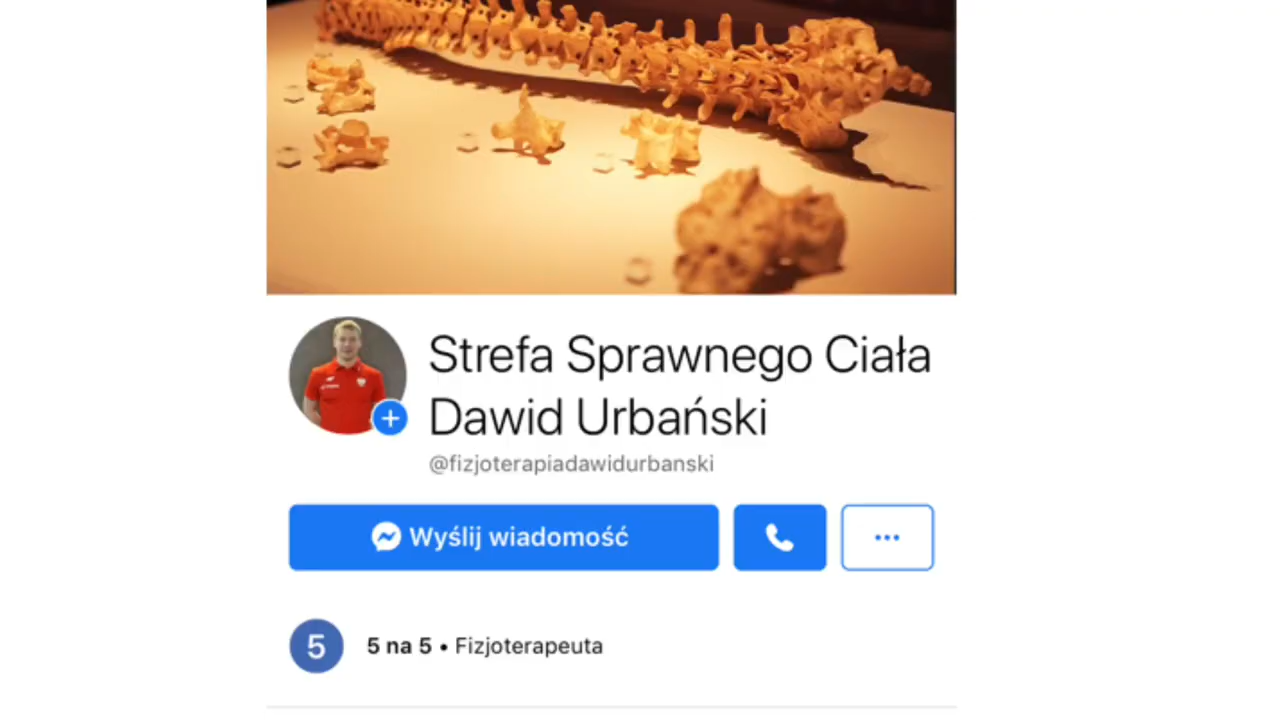 Strefa Sprawnego Ciała
Dawid Urbański
@fizjoterapiadawidurbanski
Wyślij wiadomość
5
5 na 5 • Fizjoterapeuta